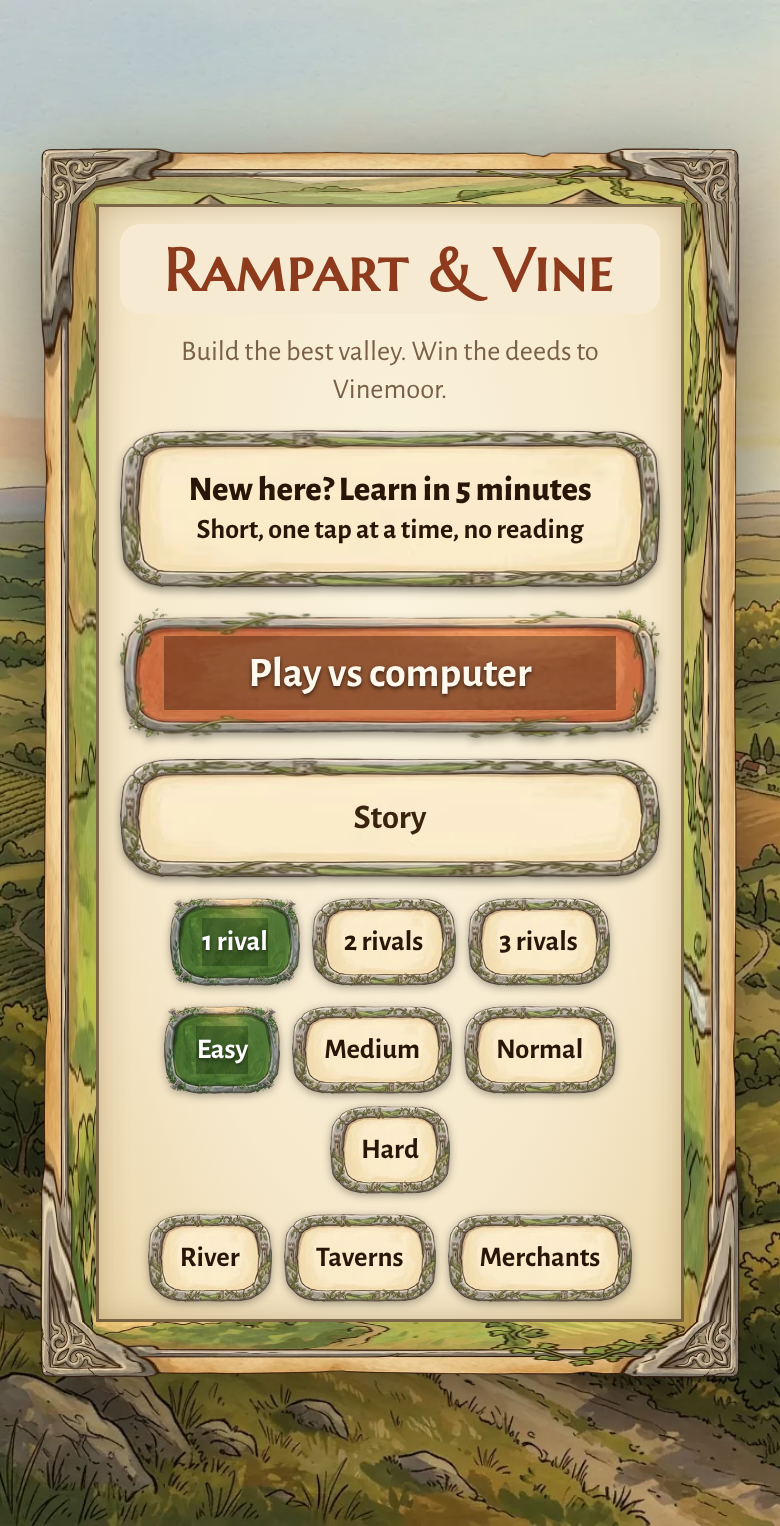 Rampart & Vine
Build the best valley. Win the deeds to
Vinemoor.
New here? Learn in 5 minutes
Short, one tap at a time, no reading
Play vs computer
Story
1 rival 2 rivals 3 rivals
Easy Medium Normal
Hard
River Taverns Merchants